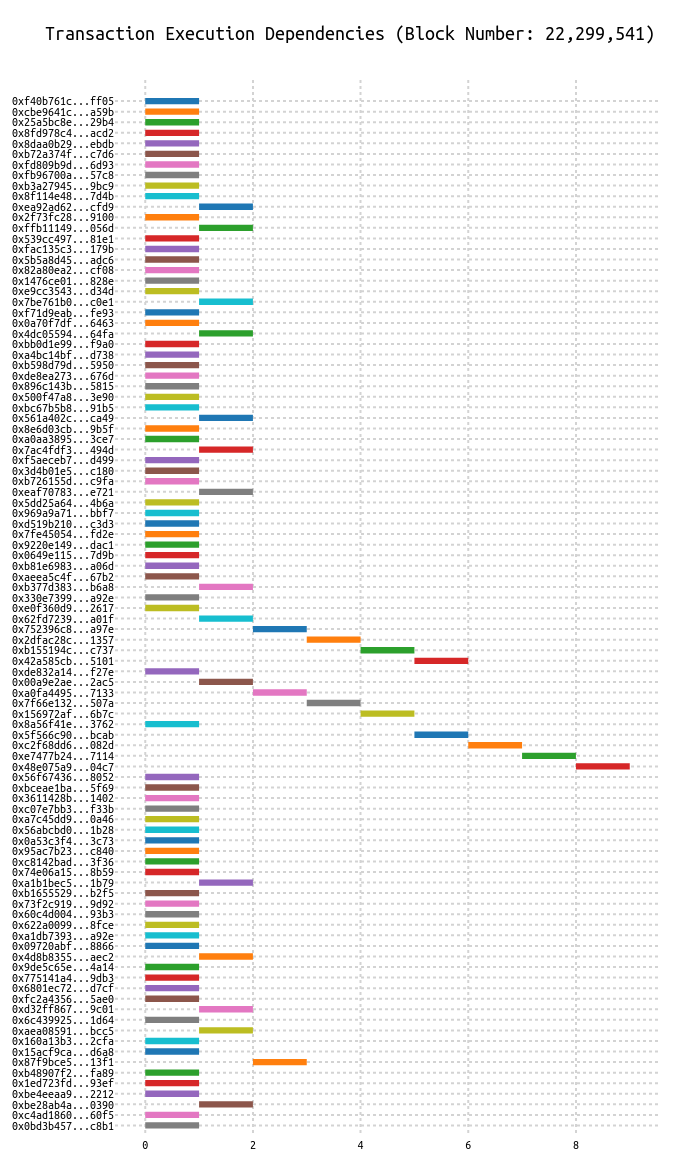 Transaction Execution Dependencies (Block Number: 22,299,541)
0xf40b761c...ff05
0xcbe9641c...a59b
0x25a5bc8e...29b4
0x8fd978c4...acd2
0x8daa0b29...ebdb
0xb72a374f...c7d6
0xfd809b9d...6d93
0xfb96700a...57c8
0xb3a27945...9bc9
0x8f114e48...7d4b
0xea92ad62...cfd9
0x2f73fc28...9100
0xffb11149...056d
0x539cc497...81e1
0xfac135c3...179b
0x5b5a8d45...adc6
0x82a80ea2...cf08
0x1476ce01...828e
0xe9cc3543...d34d
0x7be761b0...c0e1
0xf71d9eab...fe93
0x0a70f7df...6463
0x4dc05594...64fa
0xbb0d1e99...f9a0
0xa4bc14bf...d738
0xb598d79d...5950
0xde8ea273...676d
0x896c143b...5815
0x500f47a8...3e90
0xbc67b5b8...91b5
0x561a402c...ca49
0x8e6d03cb...9b5f
0xa0aa3895...3ce7
0x7ac4fdf3...494d
0xf5aeceb7...d499
0x3d4b01e5...c180
0xb726155d...c9fa
0xeaf70783...e721
0x5dd25a64...4b6a
0x969a9a71...bbf7
0xd519b210...c3d3
0x7fe45054...fd2e
0x9220e149...dac1
0x0649e115...7d9b
0xb81e6983...a06d
0xaeea5c4f...67b2
0xb377d383...b6a8
0x330e7399...a92e
0xe0f360d9...2617
0x62fd7239...a01f
0x752396c8...a97e
0x2dfac28c...1357
0xb155194c...c737
0x42a585cb...5101
0xde832a14...f27e
0x00a9e2ae...2ac5
0xa0fa4495...7133
0x7f66e132...507a
0x156972af...6b7c
0x8a56f41e...3762
0x5f566c90...bcab
0xc2f68dd6...082d
0xe7477b24...7114
0x48e075a9...04c7
0x56f67436...8052
0xbceae1ba...5f69
0x3611428b...1402
0xc07e7bb3...f33b
0xa7c45dd9...0a46
0x56abcbd0...1b28
0x0a53c3f4...3c73
0x95ac7b23...c840
0xc8142bad...3f36
0x74e06a15...8b59
0xa1b1bec5...1b79
0xb1655529...b2f5
0x73f2c919...9d92
0x60c4d004...93b3
0x622a0099...8fce
0xa1db7393...a92e
0x09720abf...8866
0x4d8b8355...aec2
0x9de5c65e...4a14
0x775141a4...9db3
0x6801ec72...d7cf
0xfc2a4356...5ae0
0xd32ff867...9c01
0x6c439925...1d64
0xaea08591...bcc5
0x160a13b3...2cfa
0x15acf9ca...d6a8
0x87f9bce5...13f1
0xb48907f2...fa89
0x1ed723fd...93ef
0xbe4eeaa9...2212
0xbe28ab4a...0390
0xc4ad1860...60f5
0x0bd3b457...c8b1
0 2 4 6 8